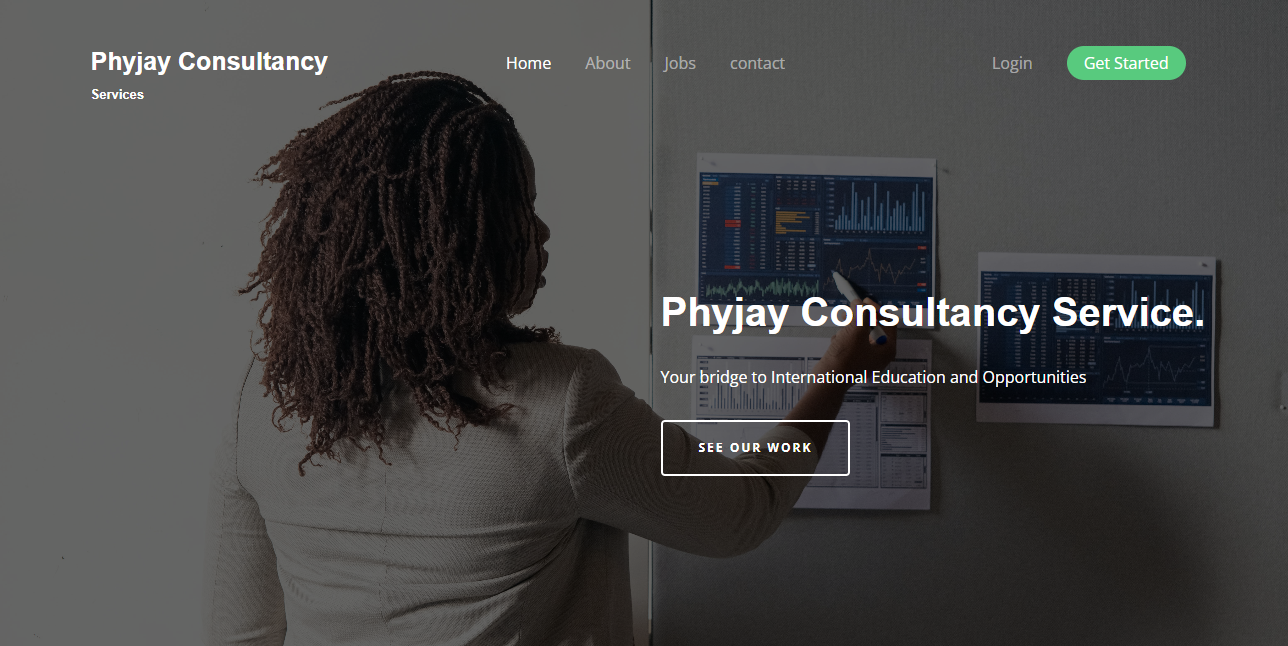 Phyjay Consultancy
Services
Home About Jobs contact
Login Get Started
Phyjay Consultancy Service.
Your bridge to International Education and Opportunities
SEE OUR WORK